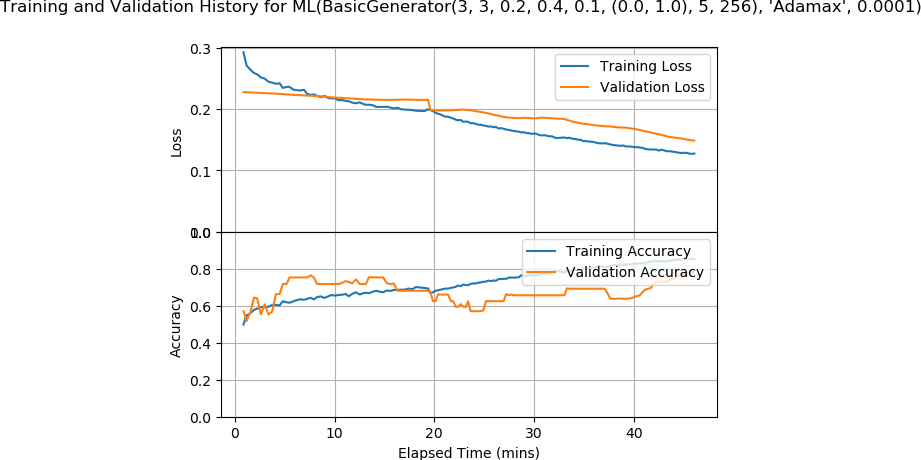 Training and Validation History for ML(BasicGenerator(3, 3, 0.2, 0.4, 0.1, (0.0, 1.0), 5, 256), 'Adamax', 0.0001)
0.3
0.2
0.1
0.0
Loss
Training Loss
Validation Loss
1.0
0.8
0.6
0.4
0.2
0.0
Accuracy
Training Accuracy
Validation Accuracy
0
10
20
30
40
Elapsed Time (mins)